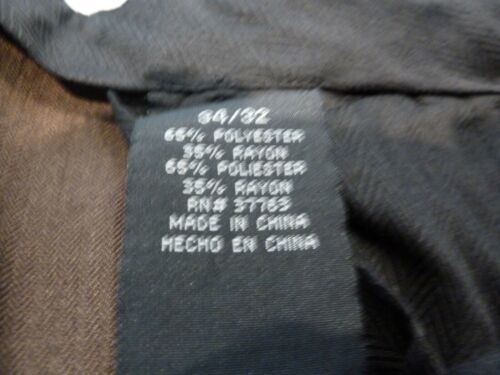 34/32
65% POLYESTER
35% RAYON
65% POLIESTER
35% RAYON
RN# 37763
MADE IN CHINA
HECHO EN CHINA